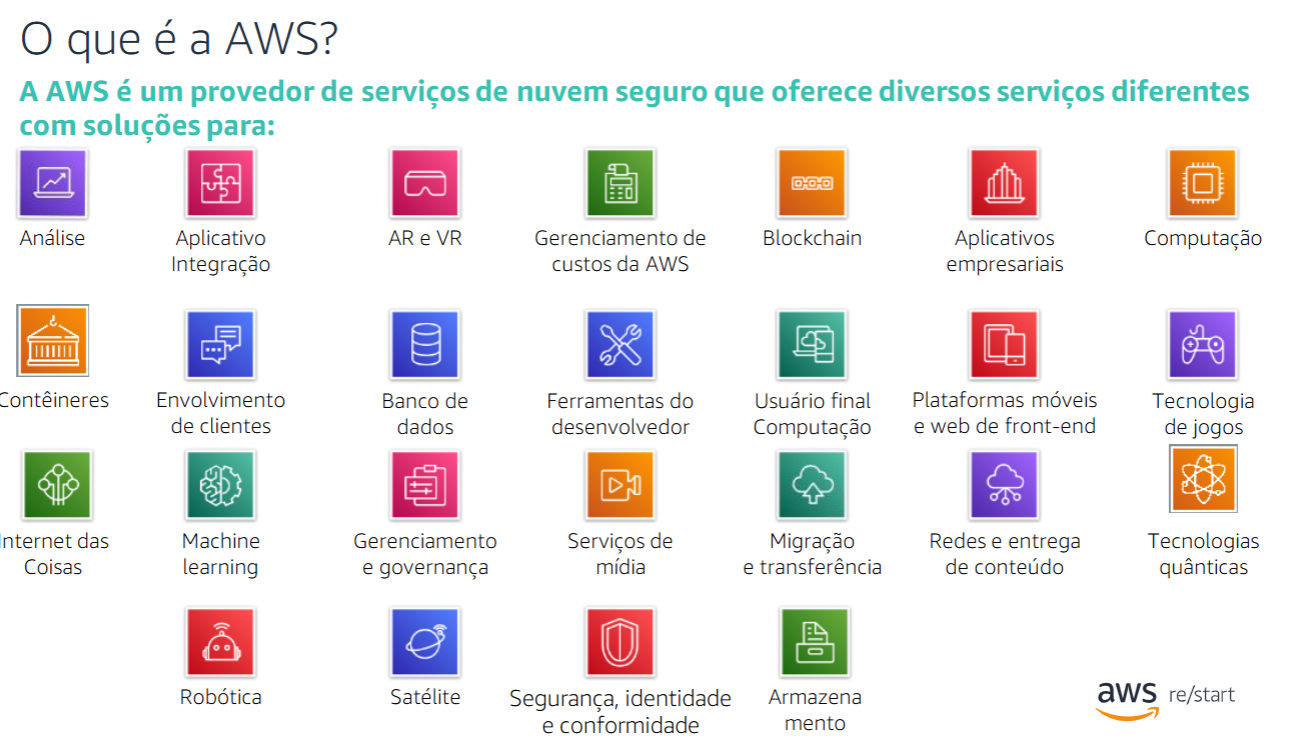 O que é a AWS?
A AWS é um provedor de serviços de nuvem seguro que oferece diversos serviços diferentes
com soluções para:
Análise
Aplicativo
Integração
AR e VR
Gerenciamento de
custos da AWS
Blockchain
Aplicativos
empresariais
Computação
Contêineres
Envolvimento
de clientes
Banco de
dados
Ferramentas do
desenvolvedor
Usuário final
Computação
Plataformas móveis
e web de front-end
Tecnologia
de jogos
Internet das
Coisas
Machine
learning
Gerenciamento
e governança
Serviços de
mídia
Migração
e transferência
Redes e entrega
de conteúdo
Tecnologias
quânticas
Robótica
Satélite
Segurança, identidade
e conformidade
Armazena
mento
aws re/start